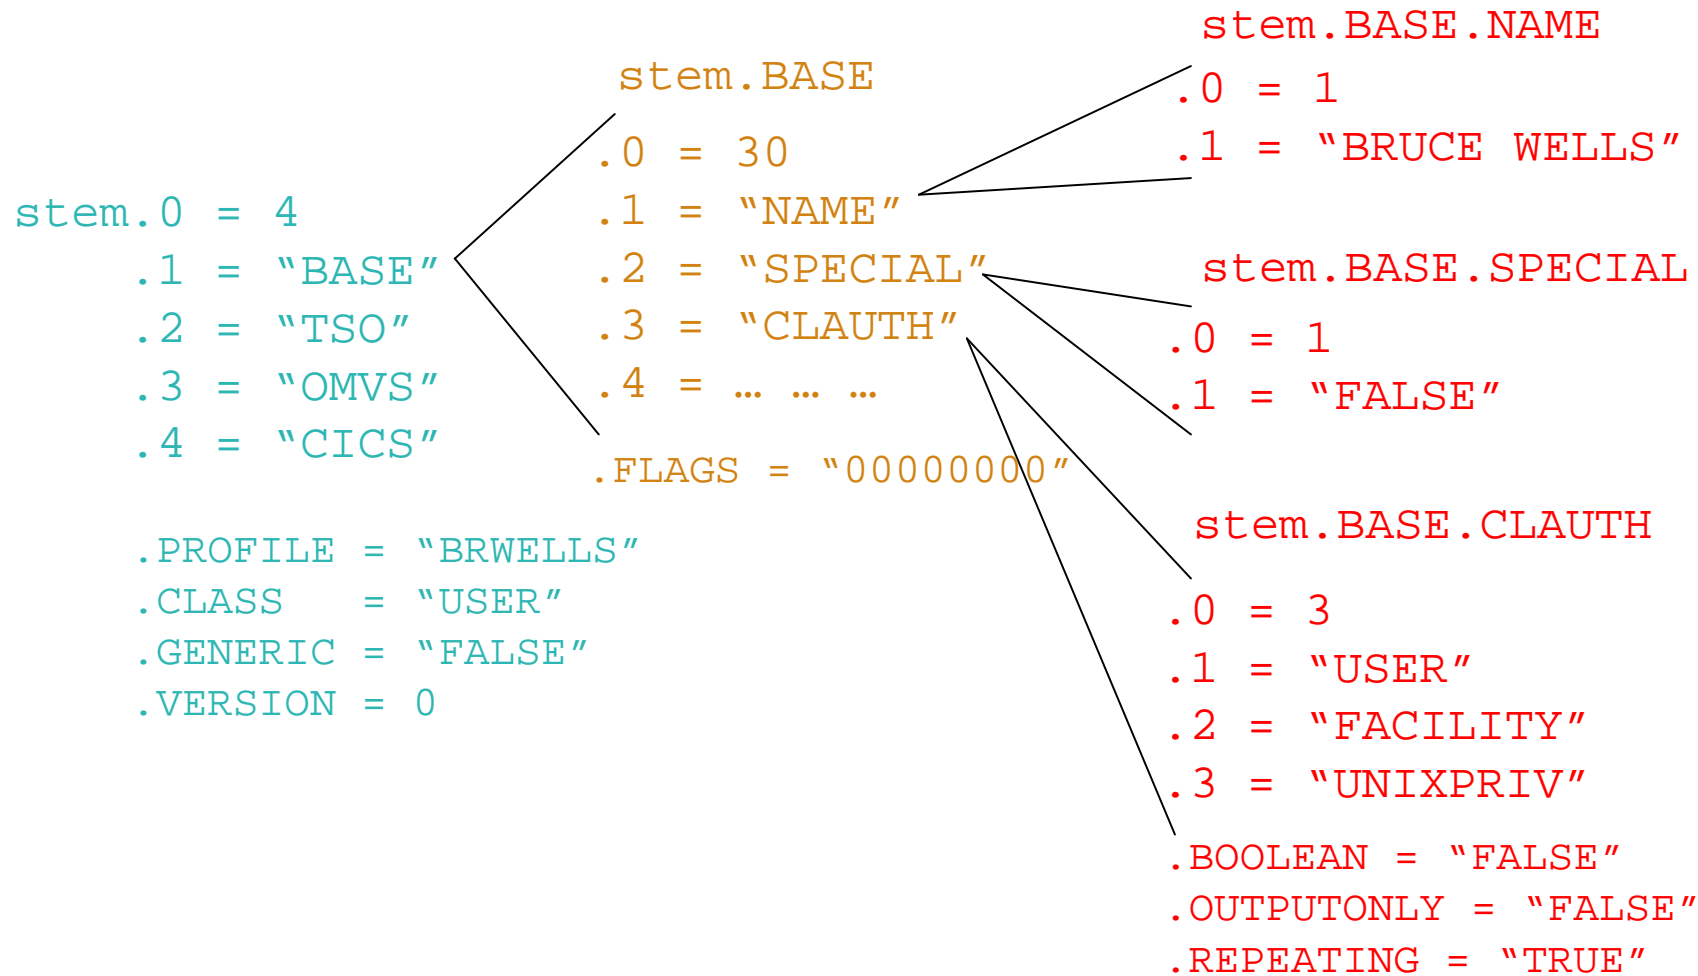 stem.0 = 4
.1 = “BASE”
.2 = “TSO”
.3 = “OMVS”
.4 = “CICS”
.PROFILE = “BRWELLS”
.CLASS = “USER”
.GENERIC = “FALSE”
.VERSION = 0
stem.BASE
.0 = 30
.1 = “NAME”
.2 = “SPECIAL”
.3 = “CLAUTH”
.4 = … … …
.FLAGS = “00000000”
stem.BASE.NAME
.0 = 1
.1 = “BRUCE WELLS”
stem.BASE.SPECIAL
.0 = 1
.1 = “FALSE”
stem.BASE.CLAUTH
.0 = 3
.1 = “USER”
.2 = “FACILITY”
.3 = “UNIXPRIV”
.BOOLEAN = “FALSE”
.OUTPUTONLY = “FALSE”
.REPEATING = “TRUE”